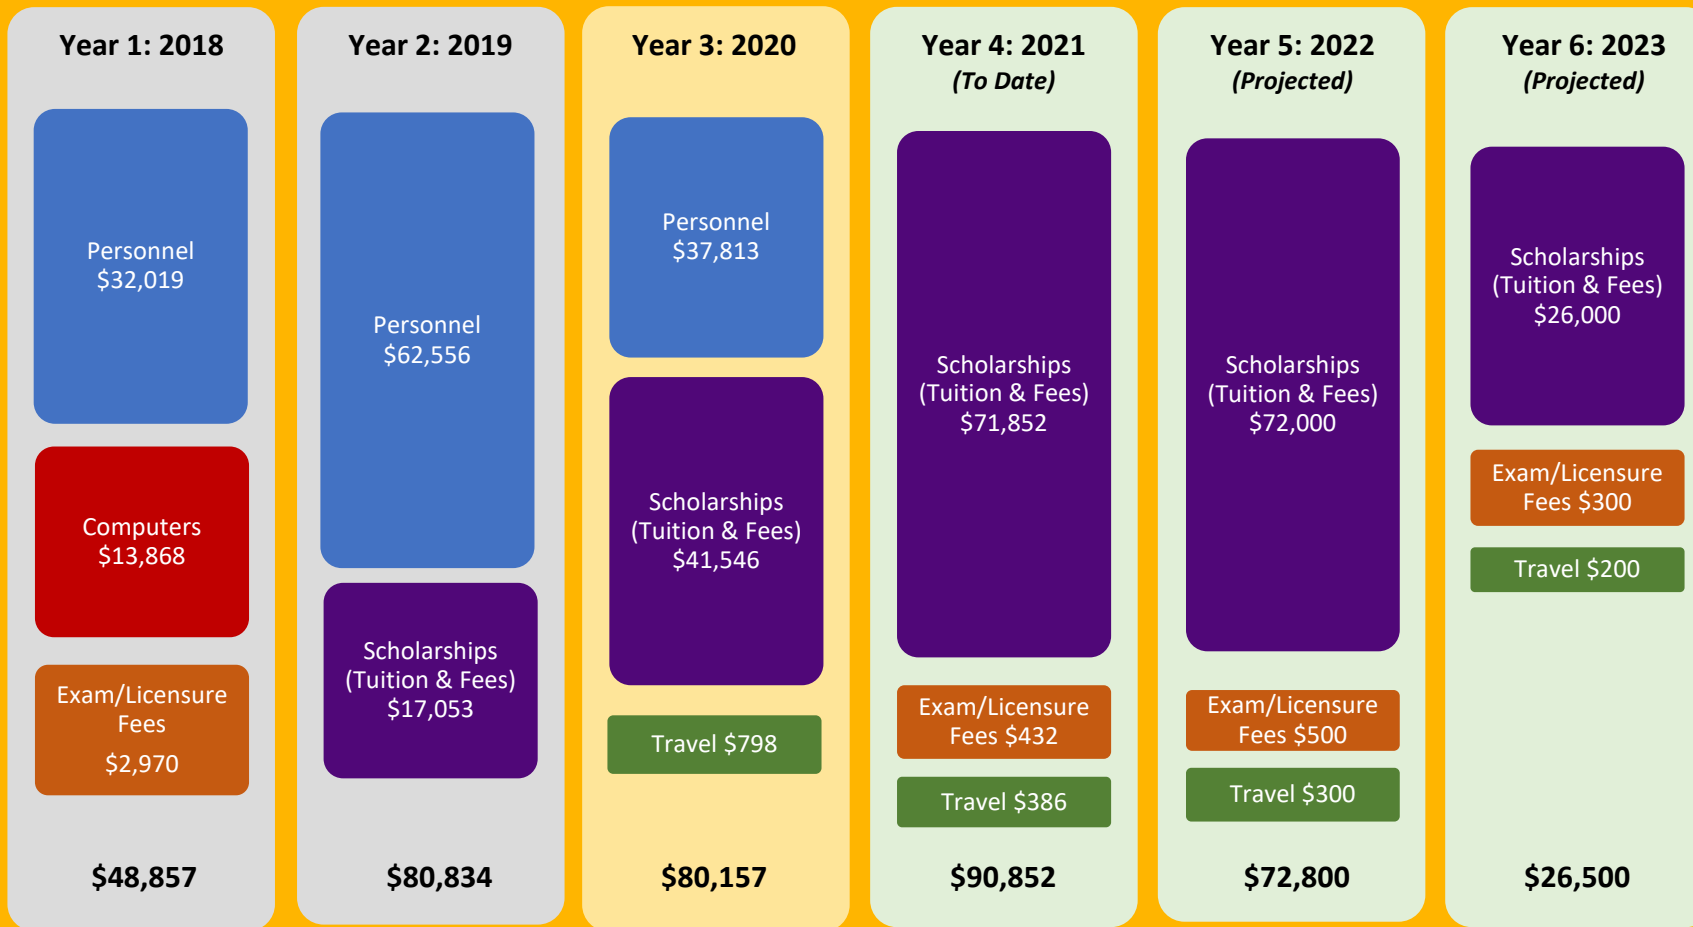 Year 1: 2018
Personnel
$32,019
Computers
$13,868
Exam/Licensure
Fees
$2,970
$48,857
Year 2: 2019
Personnel
$62,556
Scholarships
(Tuition & Fees)
$17,053
$80,834
Year 3: 2020
Personnel
$37,813
Scholarships
(Tuition & Fees)
$41,546
Travel $798
$80,157
Year 4: 2021
(To Date)
Scholarships
(Tuition & Fees)
$71,852
Exam/Licensure
Fees $432
Travel $386
$90,852
Year 5: 2022
(Projected)
Scholarships
(Tuition & Fees)
$72,000
Exam/Licensure
Fees $500
Travel $300
$72,800
Year 6: 2023
(Projected)
Scholarships
(Tuition & Fees)
$26,000
Exam/Licensure
Fees $300
Travel $200
$26,500